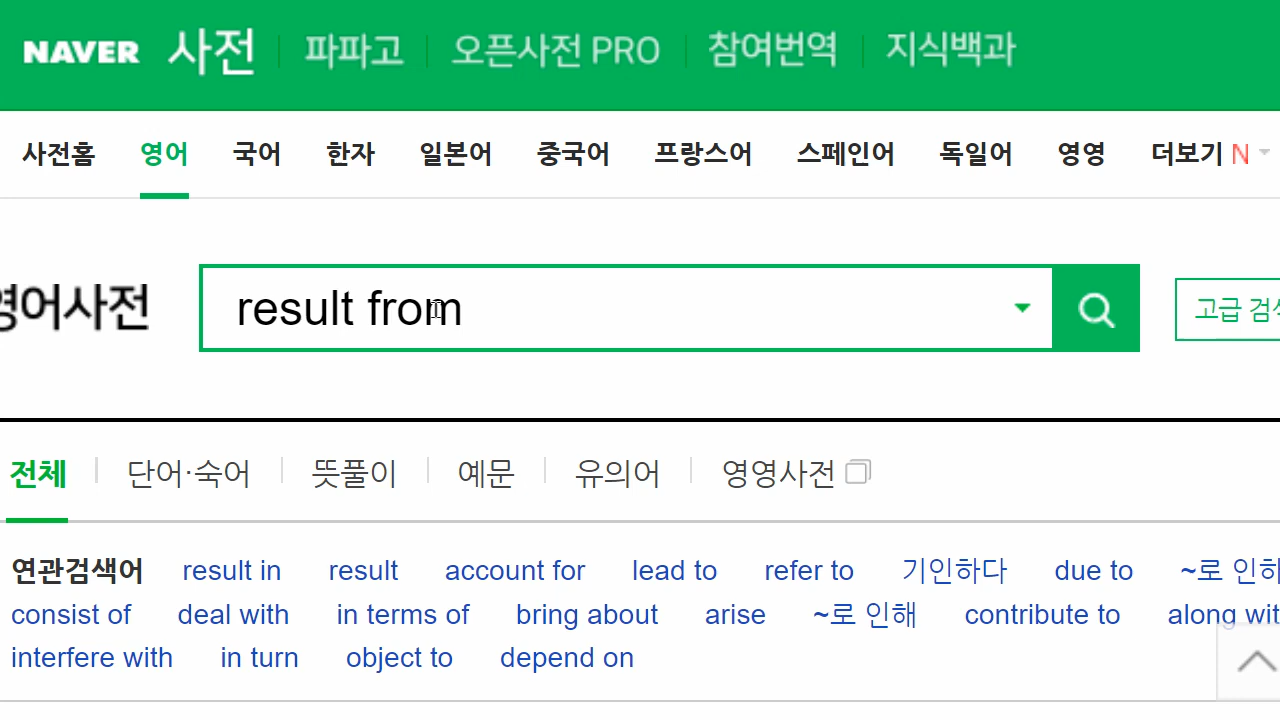 NAVER 사전 파파고 오픈사전 PRO 참여번역 지식백과
사전홈 영어 국어 한자 일본어 중국어 프랑스어 스페인어 독일어 영영 더보기 N
영어사전 result from 고급 검색
전체 단어·숙어 뜻풀이 예문 유의어 영영사전
연관검색어 result in result account for lead to refer to 기인하다 due to ~로 인해
consist of deal with in terms of bring about arise ~로 인해 contribute to along wit
interfere with in turn object to depend on